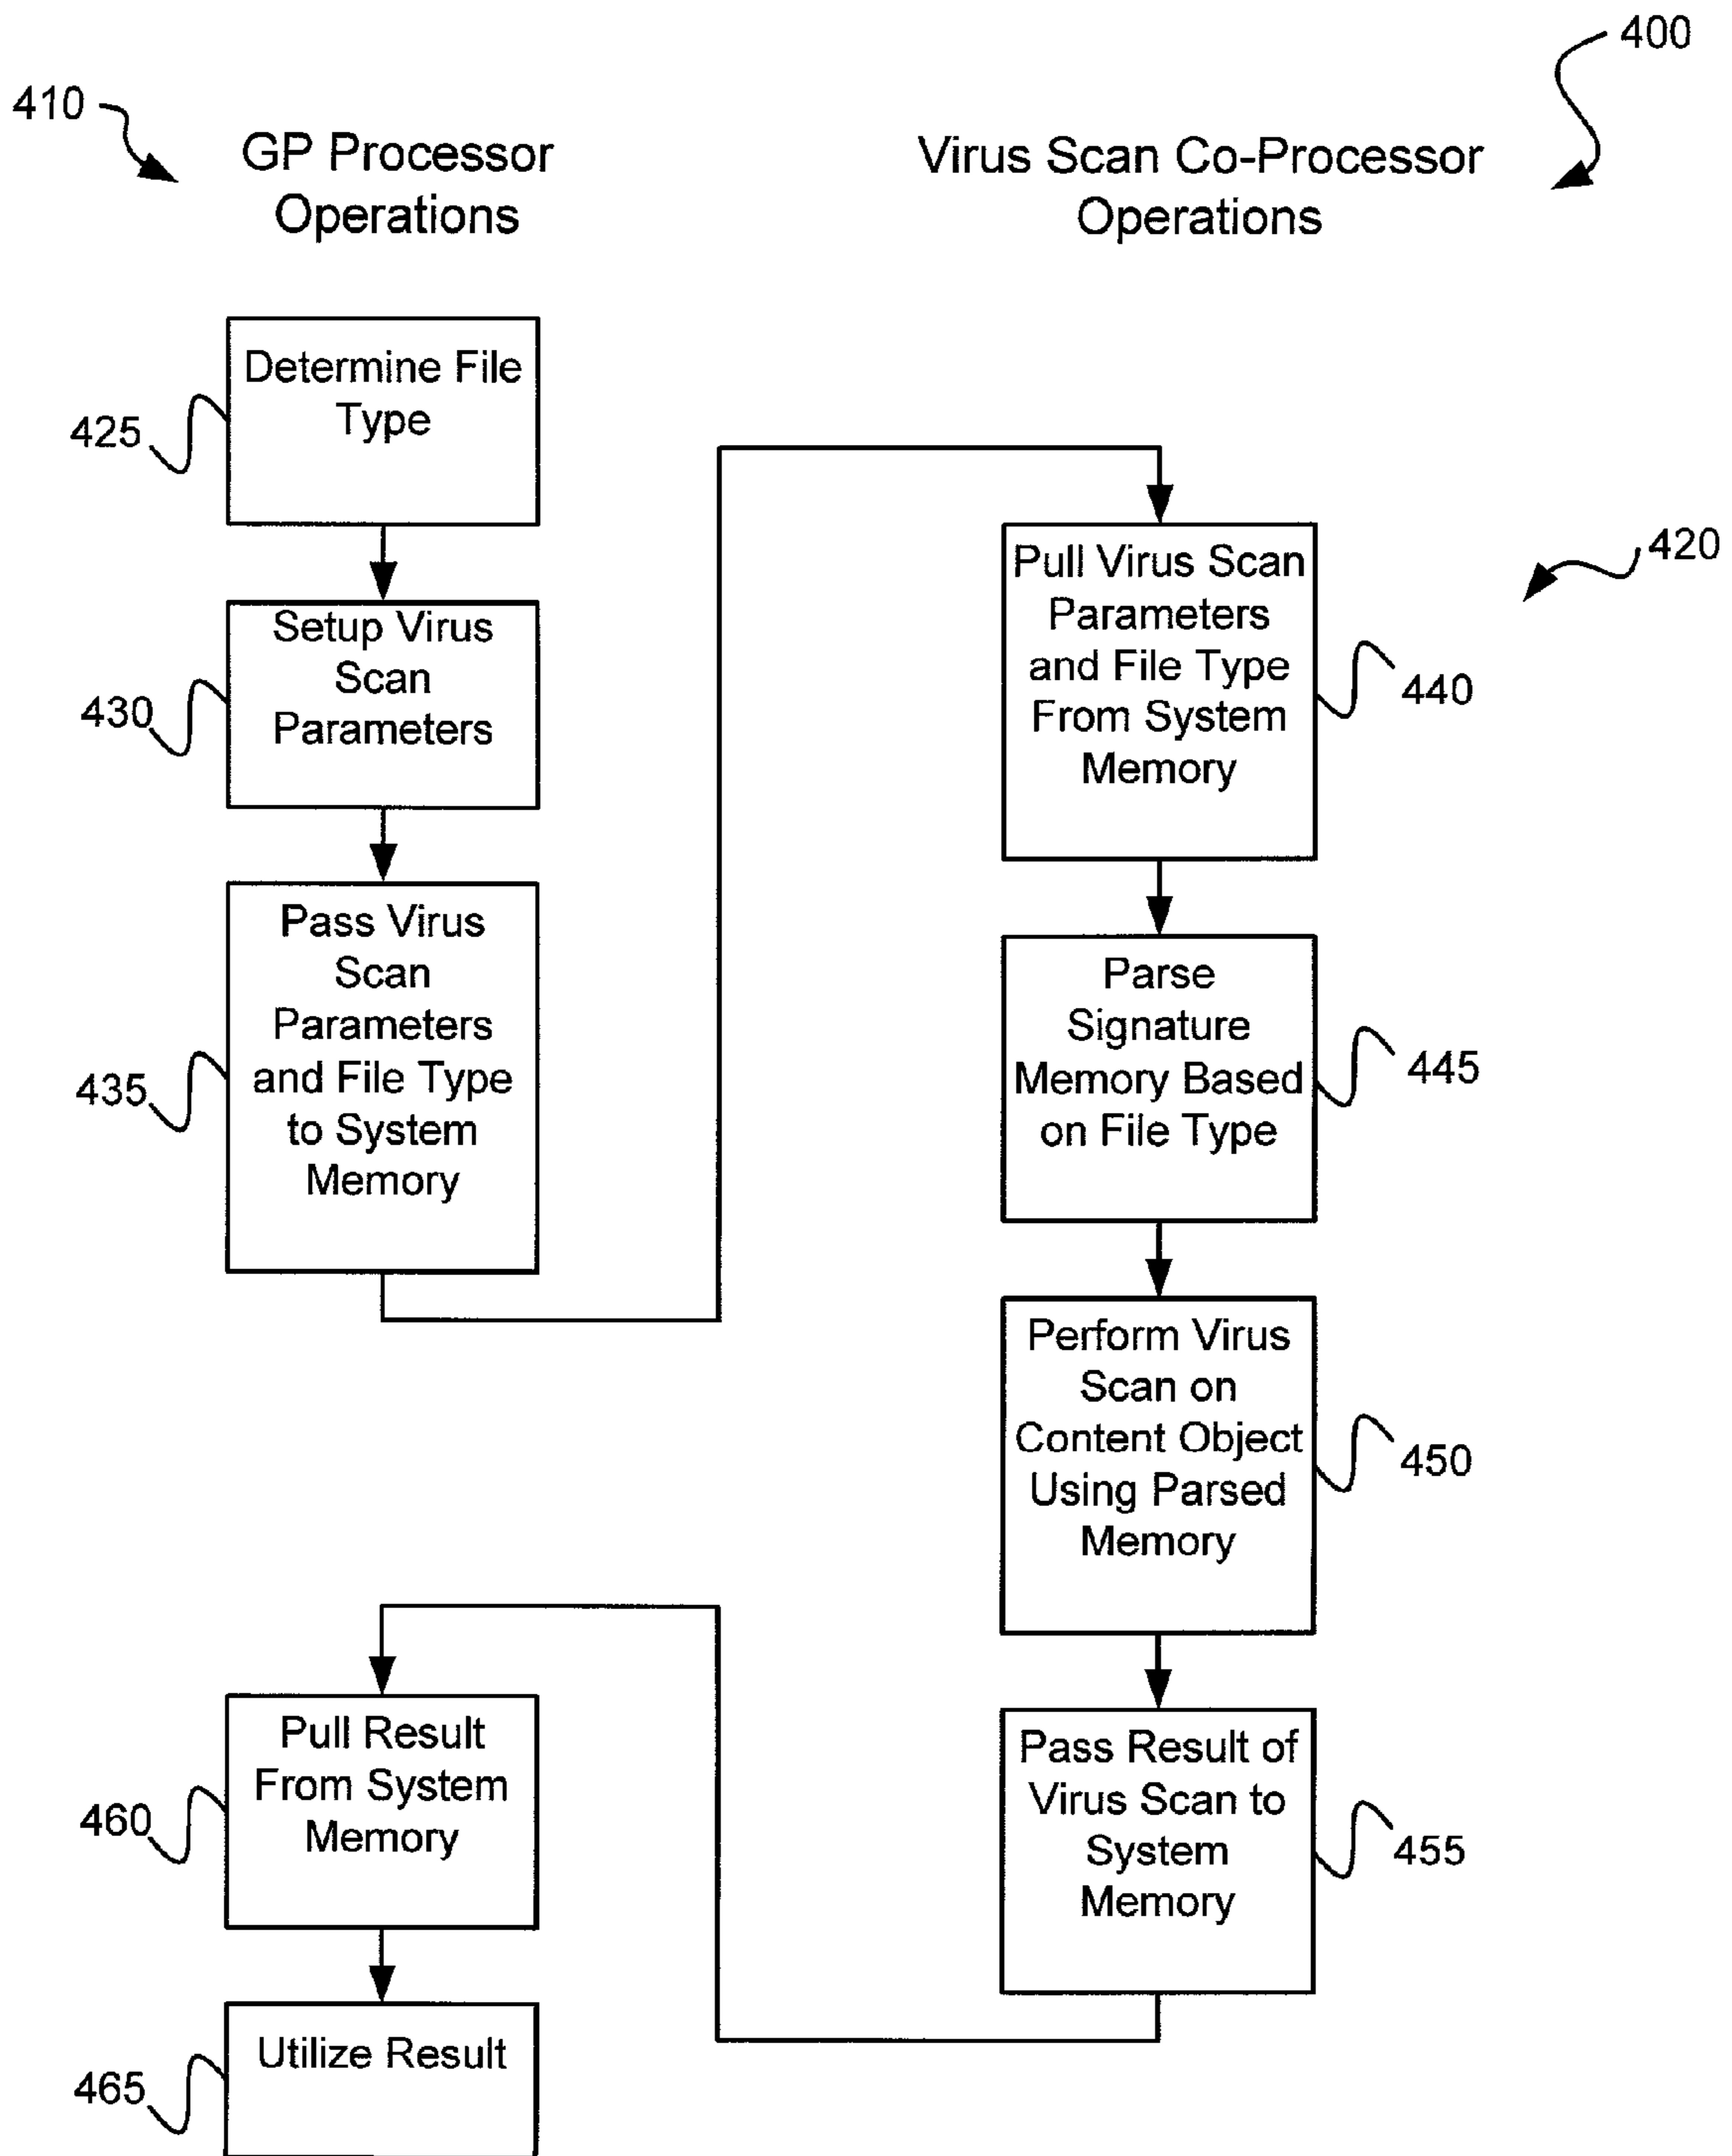 400
410
GP Processor
Operations
Virus Scan Co-Processor
Operations
Determine File
Type
425
Setup Virus
Scan
Parameters
430
Pass Virus
Scan
Parameters
and File Type
to System
Memory
435
420
Pull Virus Scan
Parameters
and File Type
From System
Memory
440
Parse
Signature
Memory Based
on File Type
445
Perform Virus
Scan on
Content Object
Using Parsed
Memory
450
Pass Result of
Virus Scan to
System
Memory
455
Pull Result
From System
Memory
460
Utilize Result
465